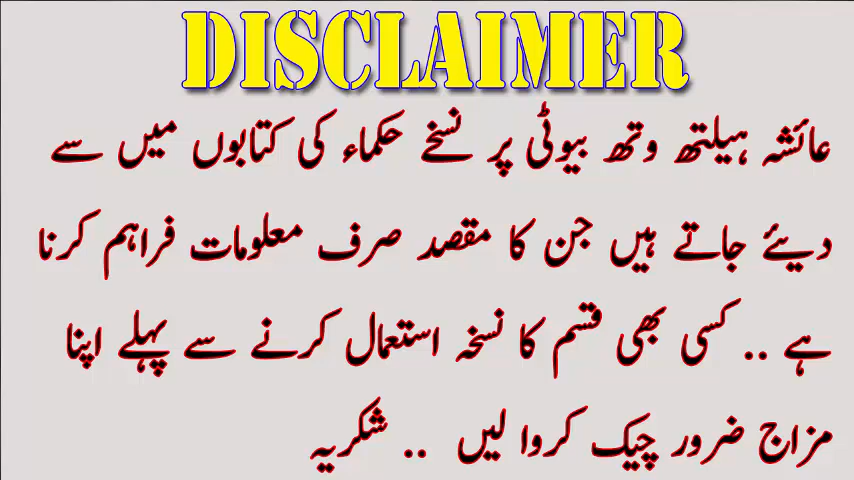 DISCLAIMER
عائشہ ہیلتھ وتھ بیوٹی پر نسخے حکماء کی کتابوں میں سے
دیئے جاتے ہیں جن کا مقصد صرف معلومات فراہم کرنا
ہے .. کسی بھی قسم کا نسخہ استعمال کرنے سے پہلے اپنا
مزاج ضرور چیک کروا لیں .. شکریہ